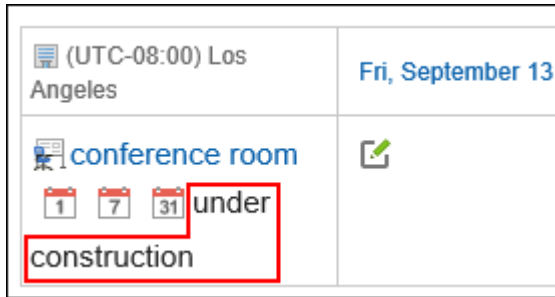 (UTC-08:00) Los
Angeles
Fri, September 13
conference room
1 7 31 under
construction